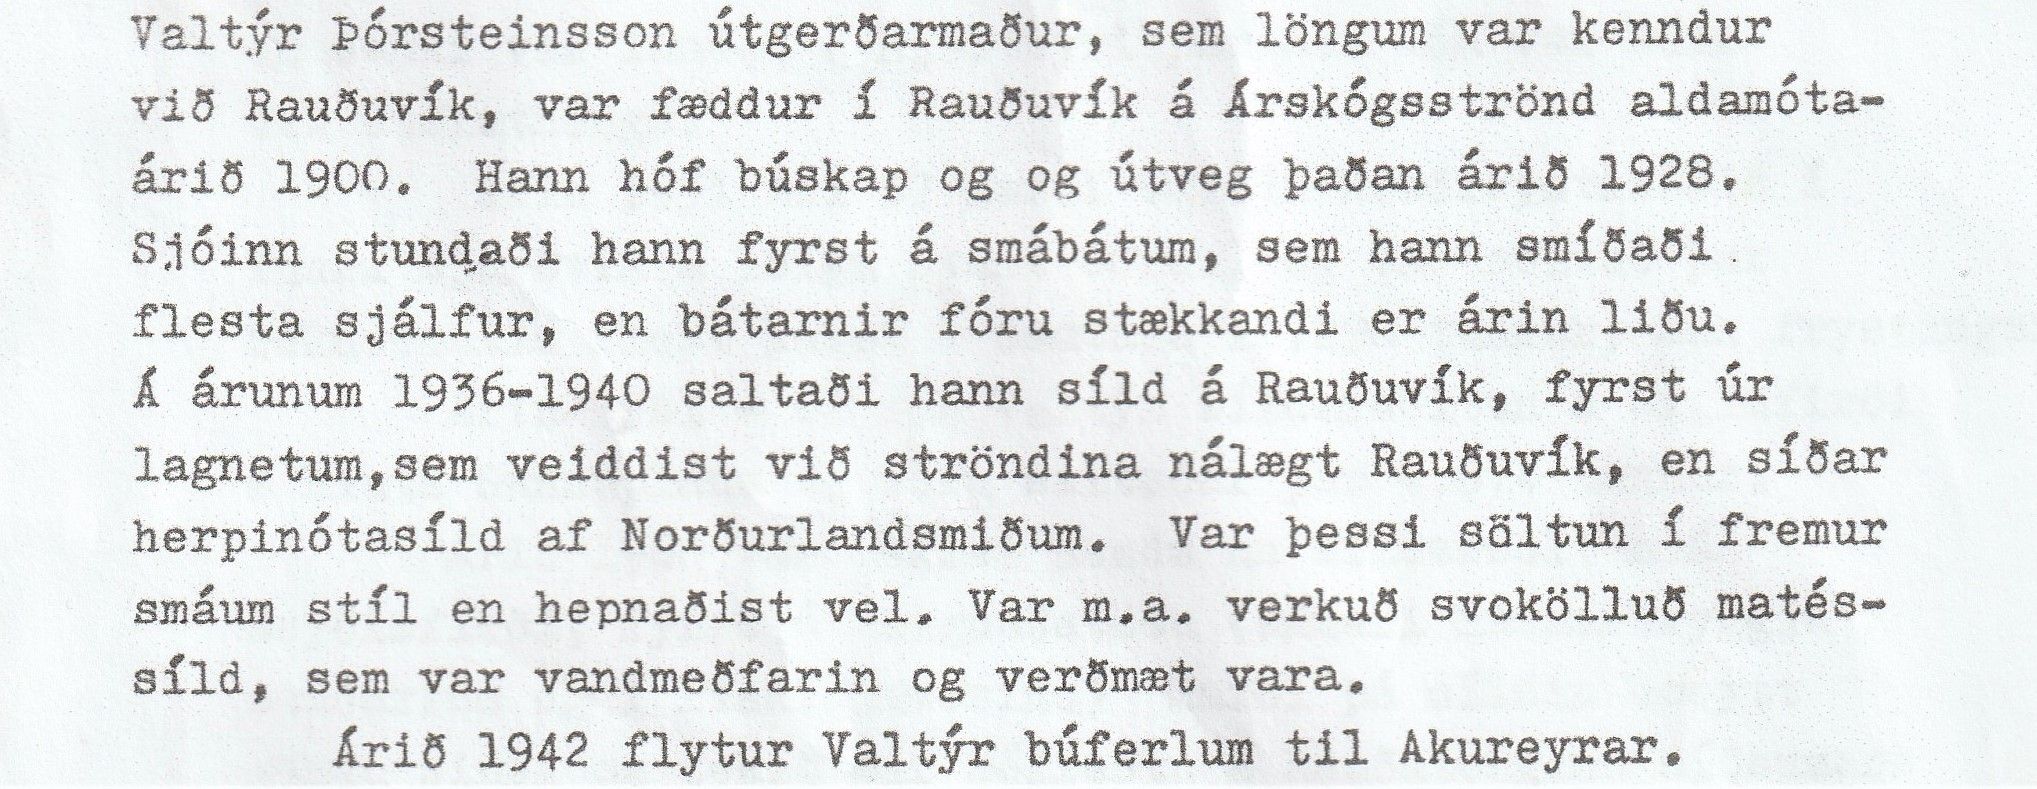 Valtýr Þórsteinsson útgerðarmaður, sem löngum var kenndur
við Rauðuvík, var fæddur í Rauðuvík á Árskógsströnd aldamóta-
árið 1900. Hann hóf búskap og og útveg þaðan árið 1928.
Sjóinn stundaði hann fyrst á smábátum, sem hann smíðaði
flesta sjálfur, en bátarnir fóru stækkandi er árin liðu.
Á árunum 1936-1940 saltaði hann síld á Rauðuvík, fyrst úr
lagnetum,sem veiddist við ströndina nálægt Rauðuvík, en síðar
herpinótasíld af Norðurlandsmiðum. Var þessi söltun í fremur
smáum stíl en hepnaðist vel. Var m.a. verkuð svokölluð matés-
síld, sem var vandmeðfarin og verðmæt vara.
Árið 1942 flytur Valtýr búferlum til Akureyrar.